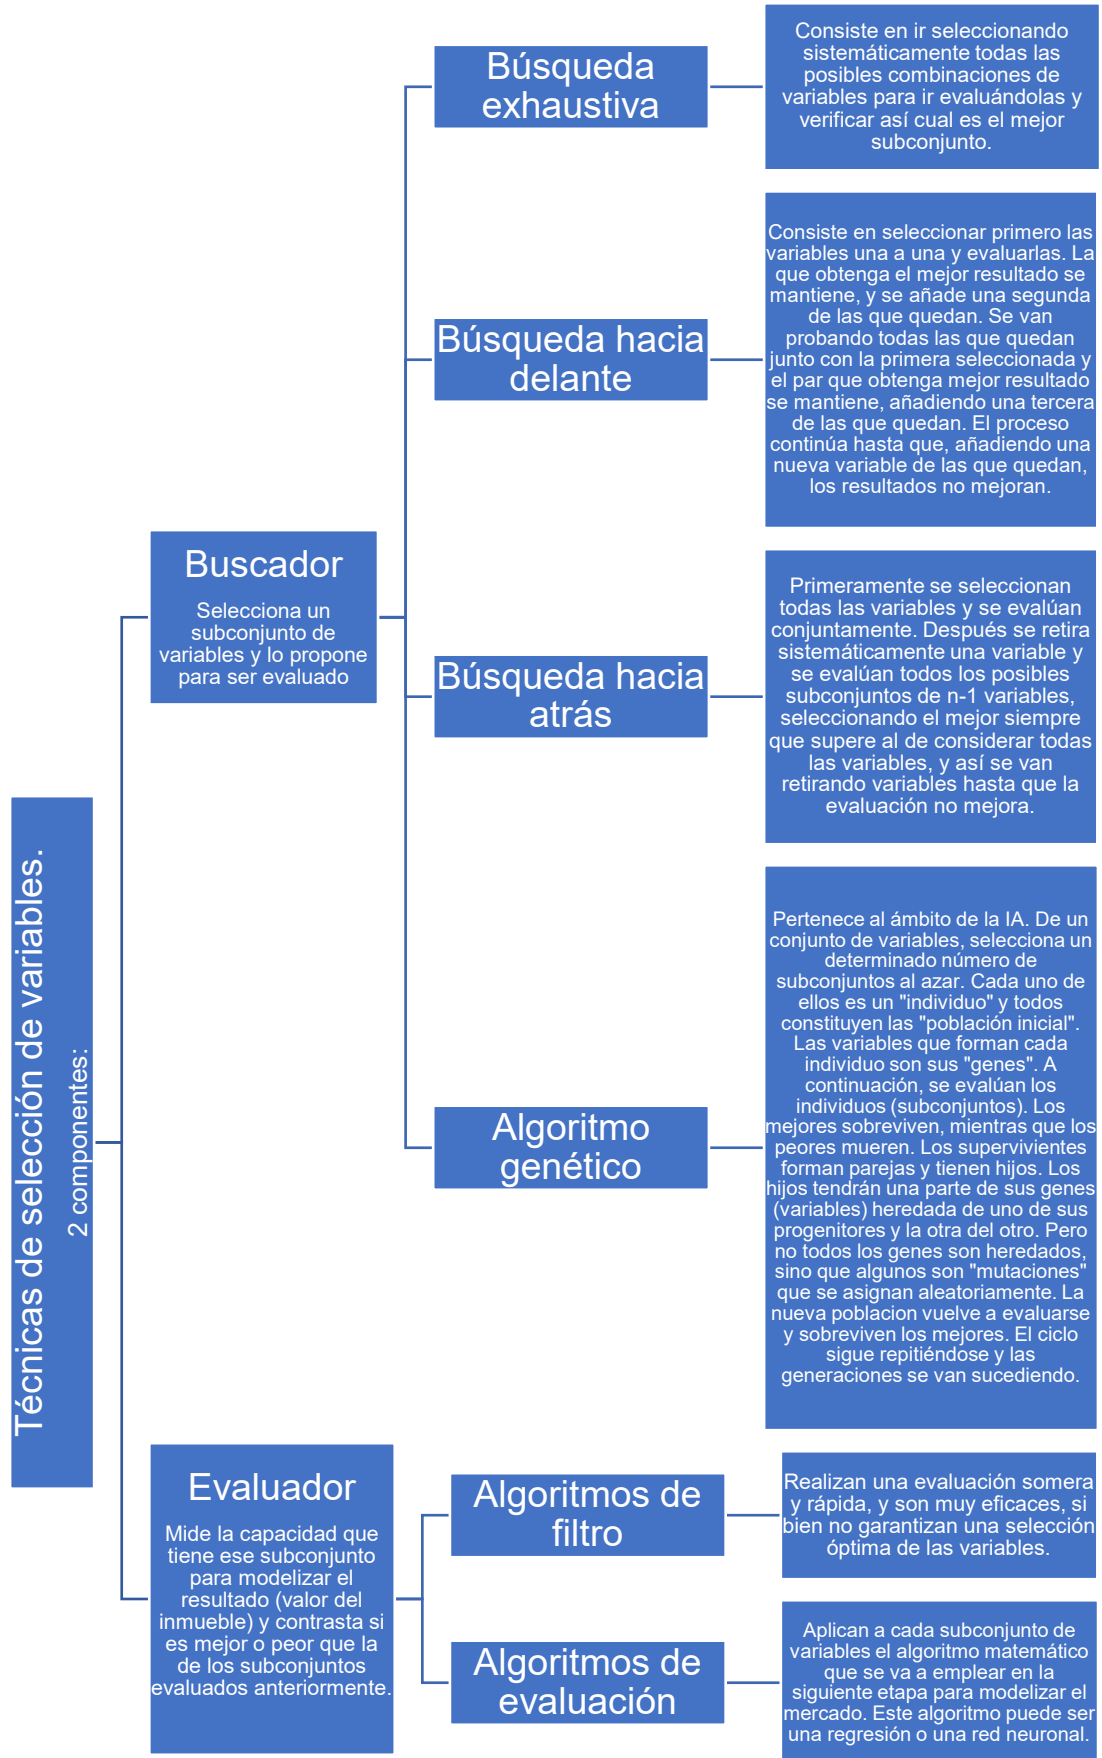 Técnicas de selección de variables.
2 componentes:
Buscador
Selecciona un
subconjunto de
variables y lo propone
para ser evaluado
Búsqueda
exhaustiva
Consiste en ir seleccionando
sistemáticamente todas las
posibles combinaciones de
variables para ir evaluándolas y
verificar así cual es el mejor
subconjunto.
Búsqueda hacia
delante
Consiste en seleccionar primero las
variables una a una y evaluarlas. La
que obtenga el mejor resultado se
mantiene, y se añade una segunda
de las que quedan. Se van
probando todas las que quedan
junto con la primera seleccionada y
el par que obtenga mejor resultado
se mantiene, añadiendo una tercera
de las que quedan. El proceso
continúa hasta que, añadiendo una
nueva variable de las que quedan,
los resultados no mejoran.
Búsqueda hacia
atrás
Primeramente se seleccionan
todas las variables y se evalúan
conjuntamente. Después se retira
sistemáticamente una variable y
se evalúan todos los posibles
subconjuntos de n-1 variables,
seleccionando el mejor siempre
que supere al de considerar todas
las variables, y así se van
retirando variables hasta que la
evaluación no mejora.
Algoritmo
genético
Pertenece al ámbito de la IA. De un
conjunto de variables, selecciona un
determinado número de
subconjuntos al azar. Cada uno de
ellos es un "individuo" y todos
constituyen las "población inicial".
Las variables que forman cada
individuo son sus "genes". A
continuación, se evalúan los
individuos (subconjuntos). Los
mejores sobreviven, mientras que los
peores mueren. Los supervivientes
forman parejas y tienen hijos. Los
hijos tendrán una parte de sus genes
(variables) heredada de uno de sus
progenitores y la otra del otro. Pero
no todos los genes son heredados,
sino que algunos son "mutaciones"
que se asignan aleatoriamente. La
nueva poblacion vuelve a evaluarse
y sobreviven los mejores. El ciclo
sigue repitiéndose y las
generaciones se van sucediendo.
Evaluador
Mide la capacidad que
tiene ese subconjunto
para modelizar el
resultado (valor del
inmueble) y contrasta si
es mejor o peor que la
de los subconjuntos
evaluados anteriormente.
Algoritmos de
filtro
Realizan una evaluación somera
y rápida, y son muy eficaces, si
bien no garantizan una selección
óptima de las variables.
Algoritmos de
evaluación
Aplican a cada subconjunto de
variables el algoritmo matemático
que se va a emplear en la
siguiente etapa para modelizar el
mercado. Este algoritmo puede ser
una regresión o una red neuronal.